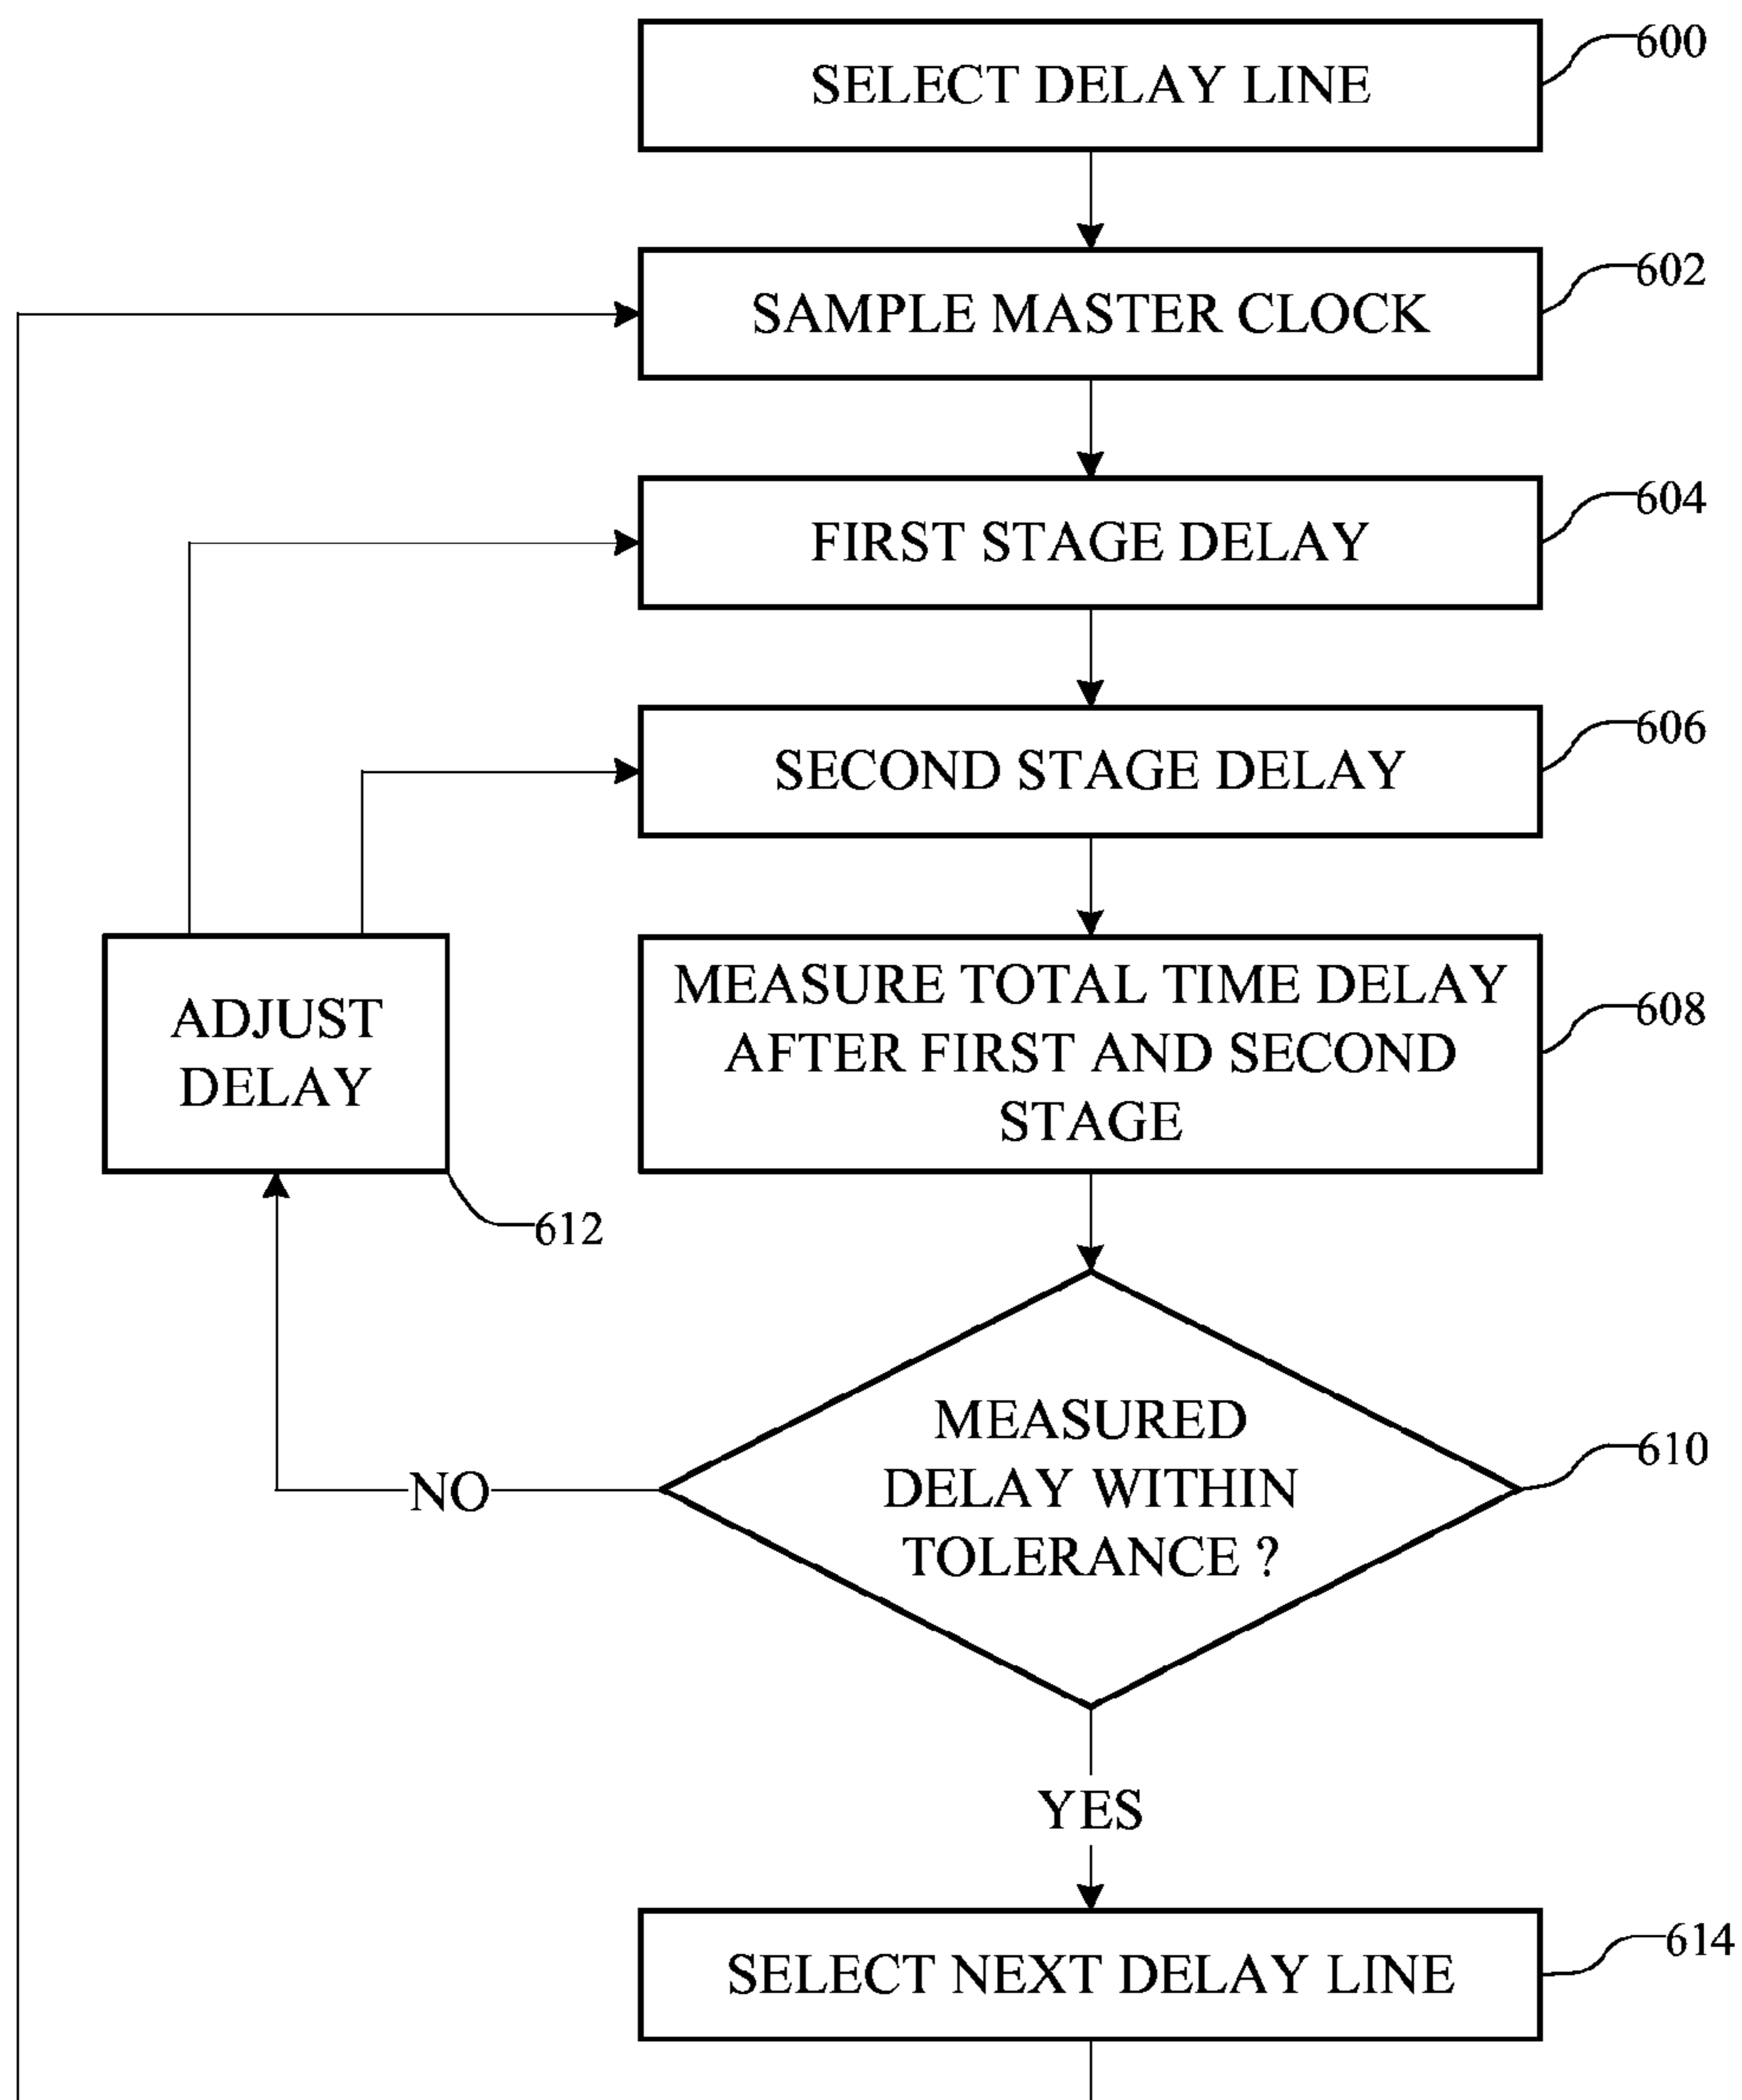 SELECT DELAY LINE
600
SAMPLE MASTER CLOCK
602
FIRST STAGE DELAY
604
SECOND STAGE DELAY
606
MEASURE TOTAL TIME DELAY
AFTER FIRST AND SECOND
STAGE
608
ADJUST
DELAY
612
MEASURED
DELAY WITHIN
TOLERANCE ?
610
NO
YES
SELECT NEXT DELAY LINE
614